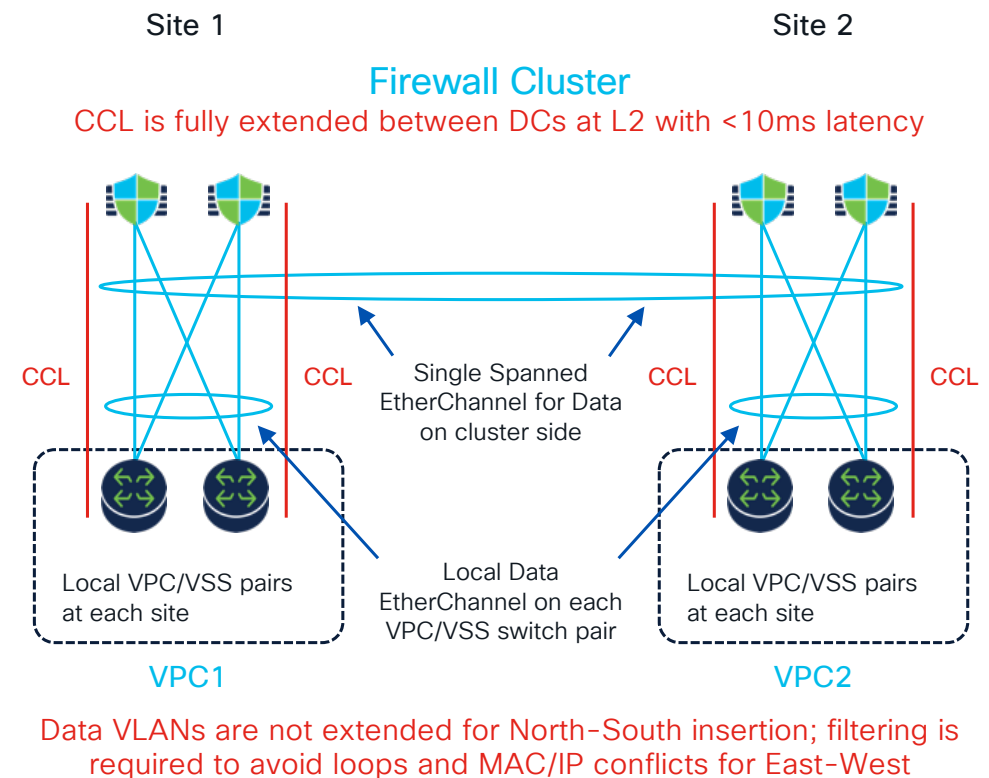 Site 1
Site 2
Firewall Cluster
CCL is fully extended between DCs at L2 with <10ms latency
CCL
CCL
Single Spanned
EtherChannel for Data
on cluster side
CCL
CCL
Local VPC/VSS pairs
at each site
Local Data
EtherChannel on each
VPC/VSS switch pair
Local VPC/VSS pairs
at each site
VPC1
VPC2
Data VLANs are not extended for North-South insertion; filtering is
required to avoid loops and MAC/IP conflicts for East-West